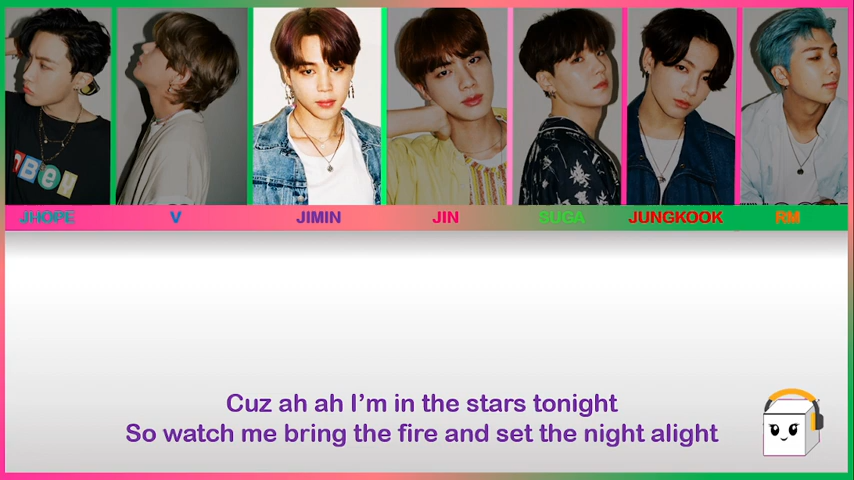 JHOPE V JIMIN JIN SUGA JUNGKOOK RM
Cuz ah ah I’m in the stars tonight
So watch me bring the fire and set the night alight